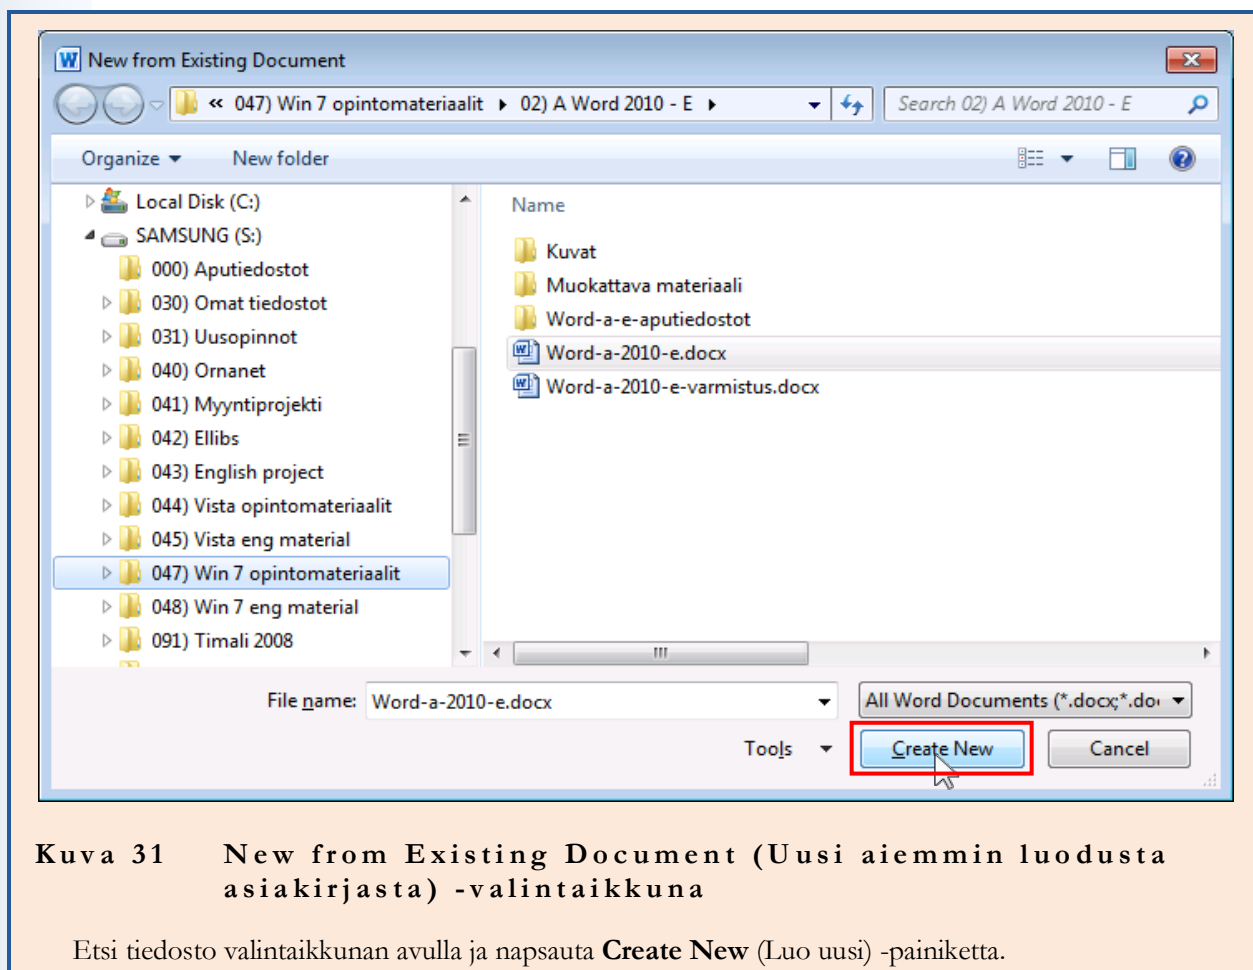 New from Existing Document
« 047) Win 7 opintomateriaalit ▸ 02) A Word 2010 - E ▸
Search 02) A Word 2010 - E
Organize ▾ New folder
Local Disk (C:)
SAMSUNG (S:)
000) Aputiedostot
030) Omat tiedostot
031) Uusopinnot
040) Ornanet
041) Myyntiprojekti
042) Ellibs
043) English project
044) Vista opintomateriaalit
045) Vista eng material
047) Win 7 opintomateriaalit
048) Win 7 eng material
091) Timali 2008
Name
Kuvat
Muokattava materiaali
Word-a-e-aputiedostot
Word-a-2010-e.docx
Word-a-2010-e-varmistus.docx
File name: Word-a-2010-e.docx
All Word Documents (*.docx;*.do
Tools ▾ Create New Cancel
Kuva 31 New from Existing Document (Uusi aiemmin luodusta
asiakirjasta) -valintaikkuna
Etsi tiedosto valintaikkunan avulla ja napsauta Create New (Luo uusi) -painiketta.